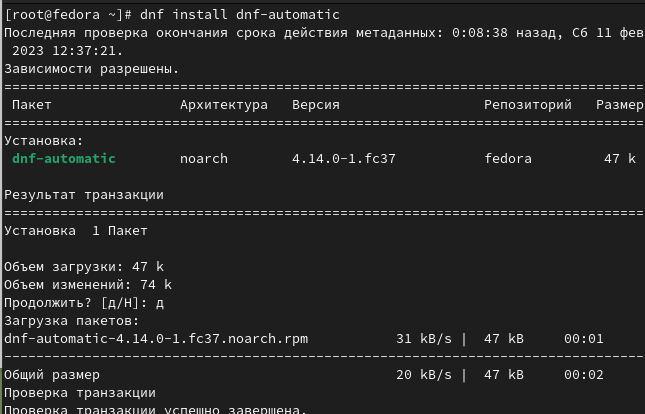 [root@fedora ~]# dnf install dnf-automatic
Последняя проверка окончания срока действия метаданных: 0:08:38 назад, Сб 11 фев
 2023 12:37:21.
Зависимости разрешены.
================================================================================
 Пакет                Архитектура   Версия                  Репозиторий   Размер
================================================================================
Установка:
 dnf-automatic        noarch        4.14.0-1.fc37           fedora         47 k

Результат транзакции
================================================================================
Установка  1 Пакет

Объем загрузки: 47 k
Объем изменений: 74 k
Продолжить? [д/Н]: д
Загрузка пакетов:
dnf-automatic-4.14.0-1.fc37.noarch.rpm           31 kB/s |  47 kB     00:01
--------------------------------------------------------------------------------
Общий размер                                     20 kB/s |  47 kB     00:02
Проверка транзакции
Проверка транзакции успешно завершена.